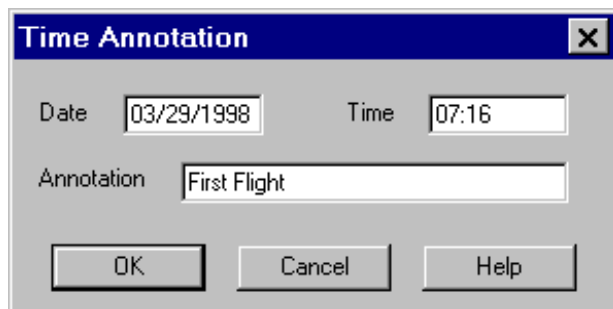 Time Annotation
Date 03/29/1998 Time 07:16
Annotation First Flight
OK Cancel Help